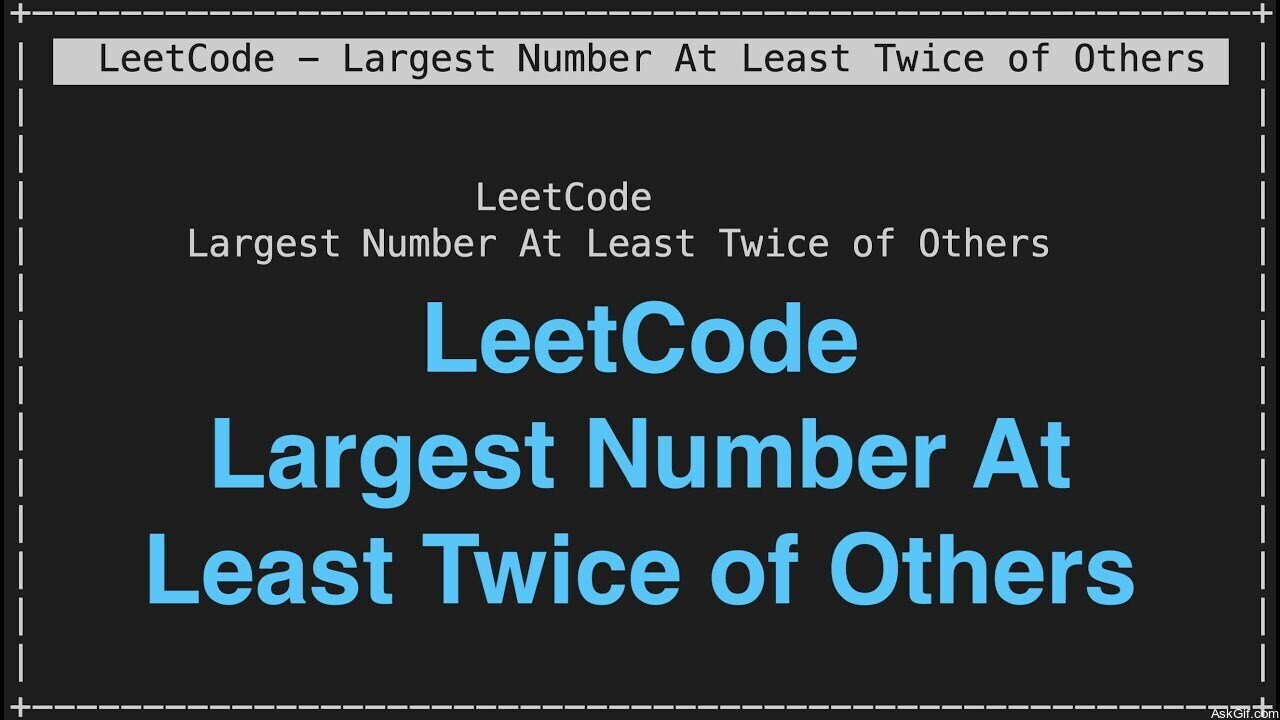 LeetCode – Largest Number At Least Twice of Others
LeetCode
Largest Number At Least Twice of Others
LeetCode
Largest Number At
Least Twice of Others
AskGif.com